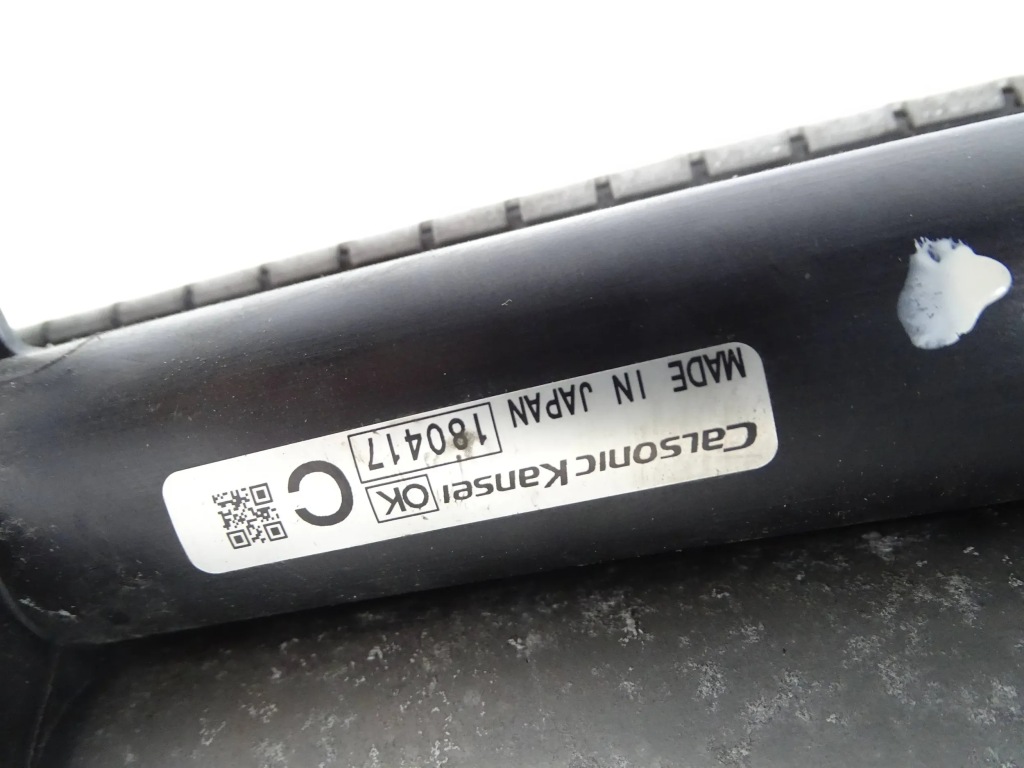 CALSONIC KANSEI OK
MADE IN JAPAN 180417
C